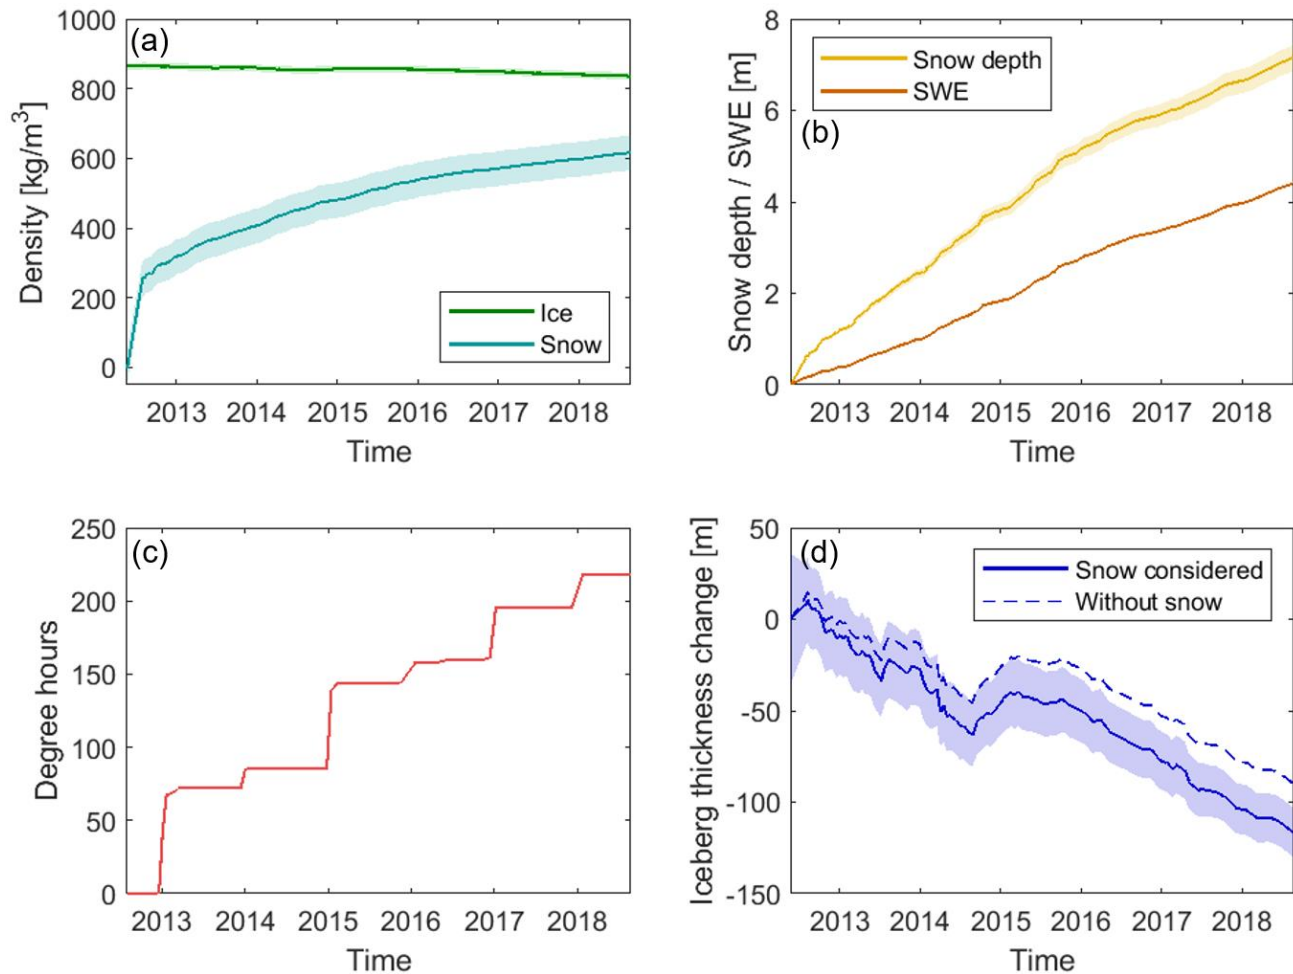 (a)
1000
800
600
400
200
0
Density [kg/m³]
Ice
Snow
2013 2014 2015 2016 2017 2018
Time
(b)
8
6
4
2
0
Snow depth / SWE [m]
Snow depth
SWE
2013 2014 2015 2016 2017 2018
Time
(c)
250
200
150
100
50
0
Degree hours
2013 2014 2015 2016 2017 2018
Time
(d)
50
0
-50
-100
-150
Iceberg thickness change [m]
Snow considered
Without snow
2013 2014 2015 2016 2017 2018
Time